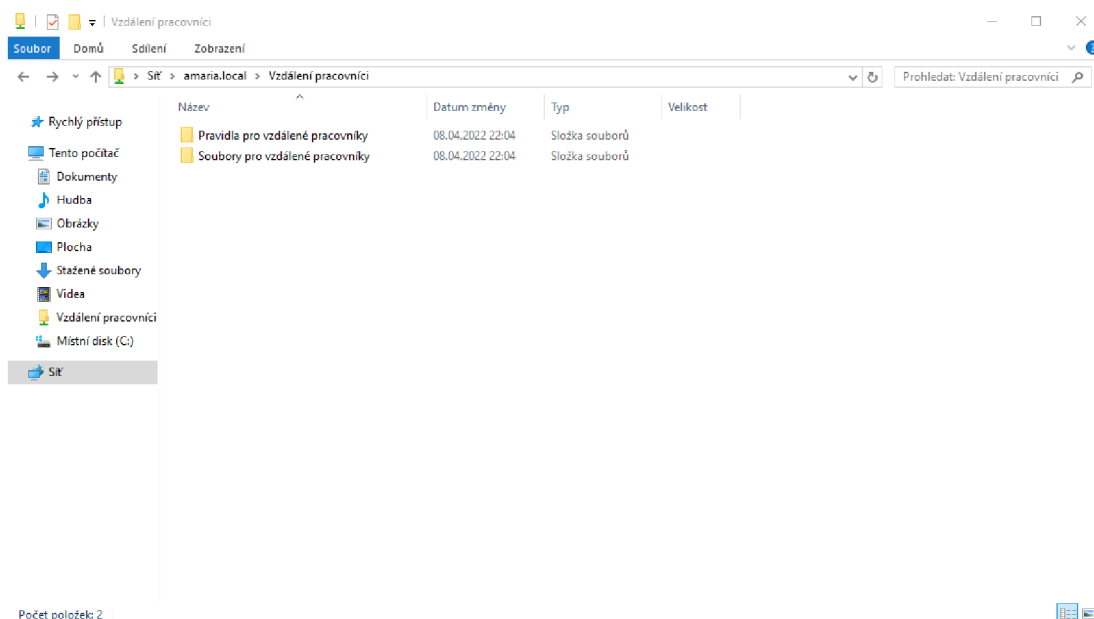 Vzdálení pracovníci
Soubor Domů Sdílení Zobrazení
Síť amaria.local Vzdálení pracovníci Prohledat: Vzdálení pracovníci
Název Datum změny Typ Velikost
Pravidla pro vzdálené pracovníky 08.04.2022 22:04 Složka souborů
Soubory pro vzdálené pracovníky 08.04.2022 22:04 Složka souborů
Rychlý přístup
Tento počítač
Dokumenty
Hudba
Obrázky
Plocha
Stažené soubory
Videa
Vzdálení pracovníci
Místní disk (C:)
Síť
Počet položek: 2